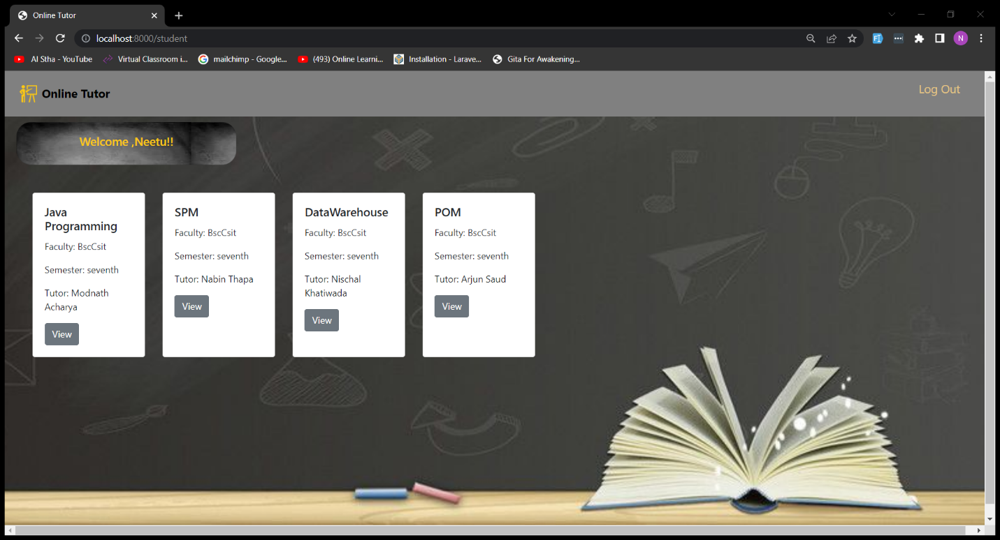 Online Tutor
localhost:8000/student
N
Al Stha - YouTube
Virtual Classroom i...
mailchimp - Google...
(493) Online Learni...
Installation - Larave...
Gita For Awakening...
Online Tutor
Log Out
Welcome ,Neetu!!
Java
Programming
Faculty: BscCsit
Semester: seventh
Tutor: Modnath
Acharya
View
SPM
Faculty: BscCsit
Semester: seventh
Tutor: Nabin Thapa
View
DataWarehouse
Faculty: BscCsit
Semester: seventh
Tutor: Nischal
Khatiwada
View
POM
Faculty: BscCsit
Semester: seventh
Tutor: Arjun Saud
View